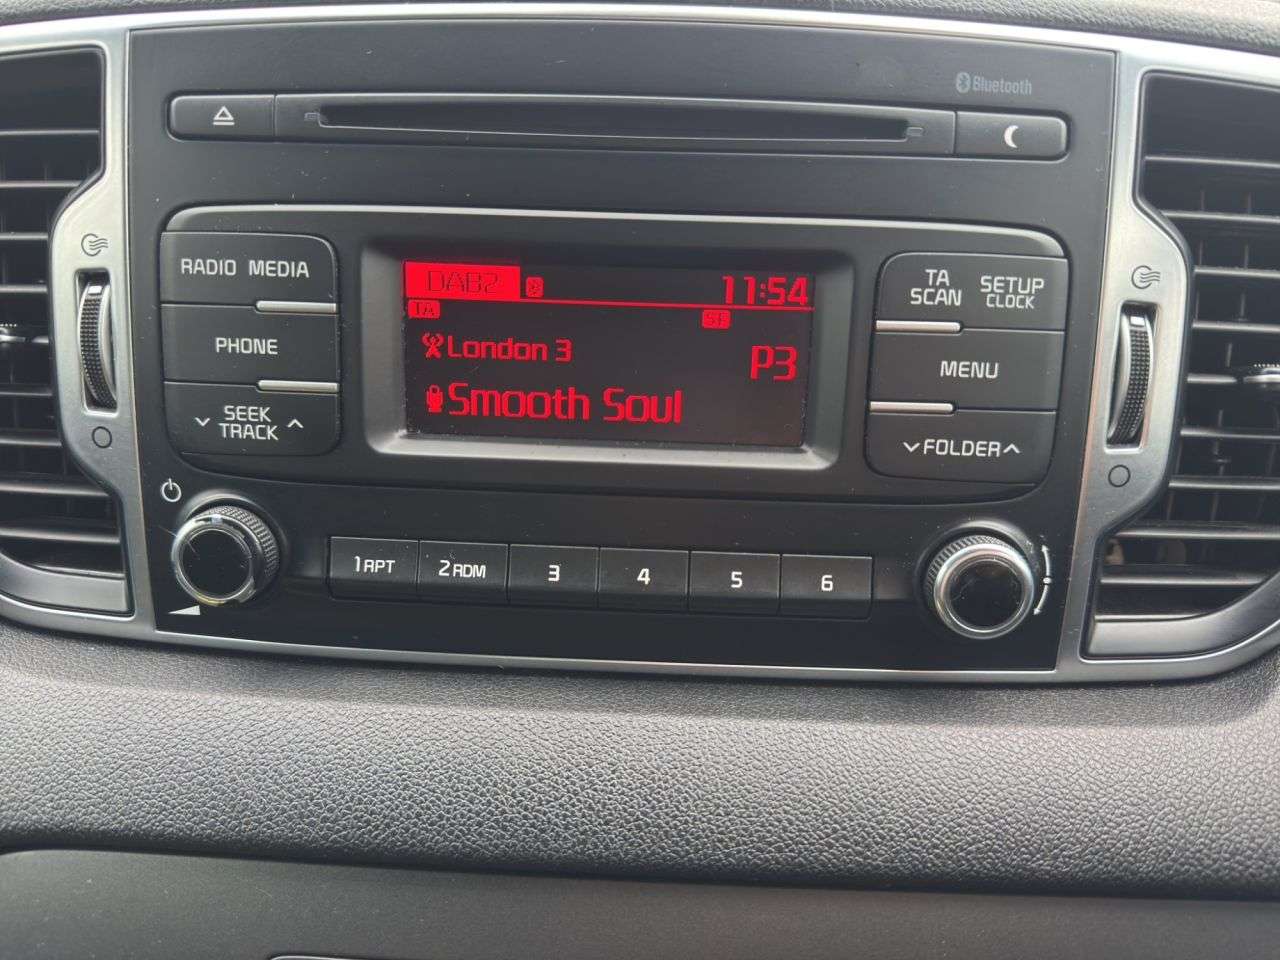 Bluetooth
RADIO MEDIA
PHONE
SEEK
TRACK
DAB2 11:54
TA SF
London 3 P3
Smooth Soul
TA
SCAN
SETUP
CLOCK
MENU
FOLDER
1 RPT 2 RDM 3 4 5 6